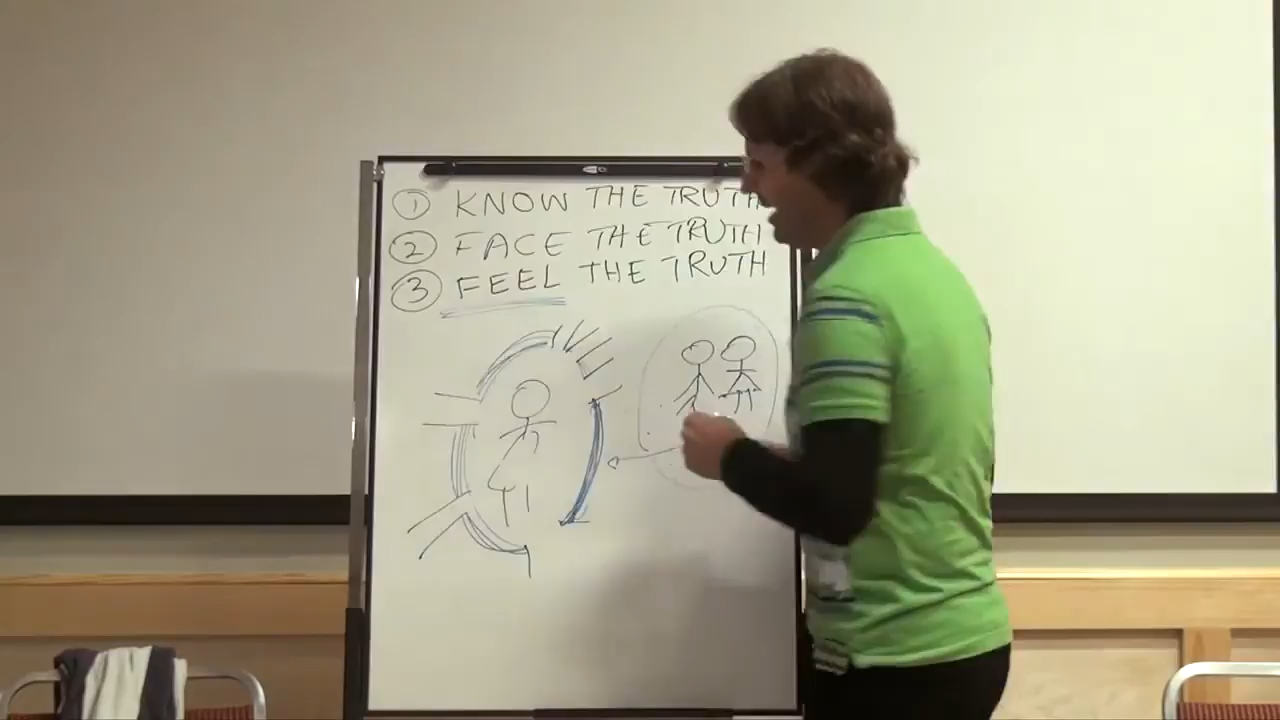 ① KNOW THE TRUTH
② FACE THE TRUTH
③ FEEL THE TRUTH